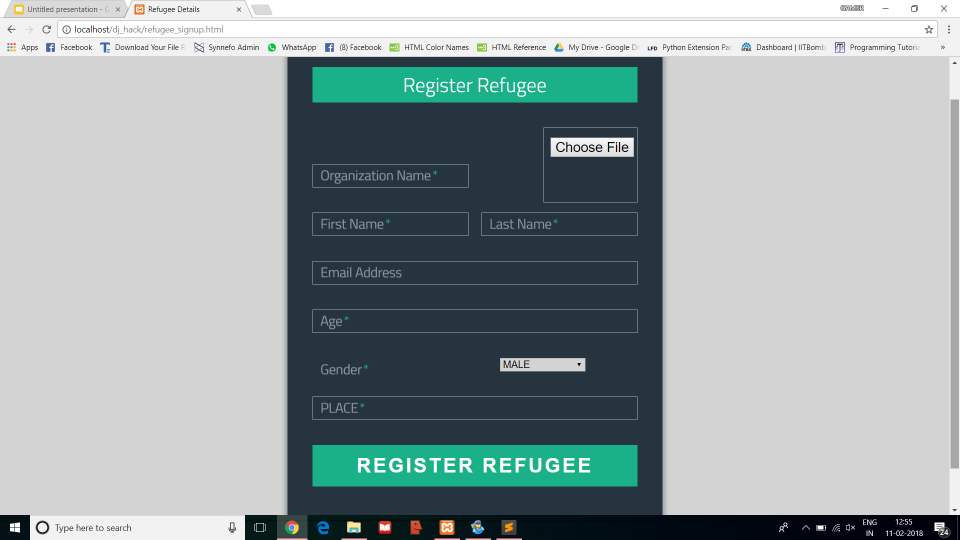 Untitled presentation - G
Refugee Details
GAMER
localhost/dj_hack/refugee_signup.html
Apps
Facebook
Download Your File R
Synnefo Admin
WhatsApp
(8) Facebook
HTML Color Names
HTML Reference
My Drive - Google D
LFD Python Extension Pac
Dashboard | IITBomb
Programming Tutori
»
Register Refugee
Choose File
Organization Name*
First Name*
Last Name*
Email Address
Age*
Gender*
MALE
PLACE*
REGISTER REFUGEE
Type here to search
ENG
IN
12:55
11-02-2018
24